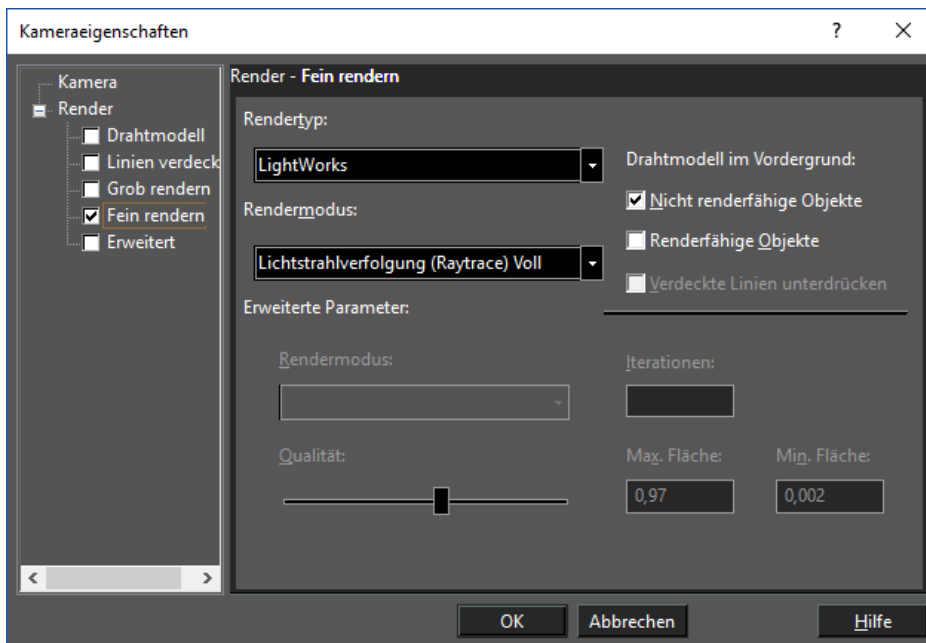 Kameraeigenschaften
?
Kamera
Render
Drahtmodell
Linien verdeck
Grob rendern
Fein rendern
Erweitert
Render - Fein rendern
Rendertyp:
LightWorks
Rendermodus:
Lichtstrahlverfolgung (Raytrace) Voll
Drahtmodell im Vordergrund:
Nicht renderfähige Objekte
Renderfähige Objekte
Verdeckte Linien unterdrücken
Erweiterte Parameter:
Rendermodus:
Iterationen:
Qualität:
Max. Fläche:
Min. Fläche:
0,97
0,002
OK
Abbrechen
Hilfe